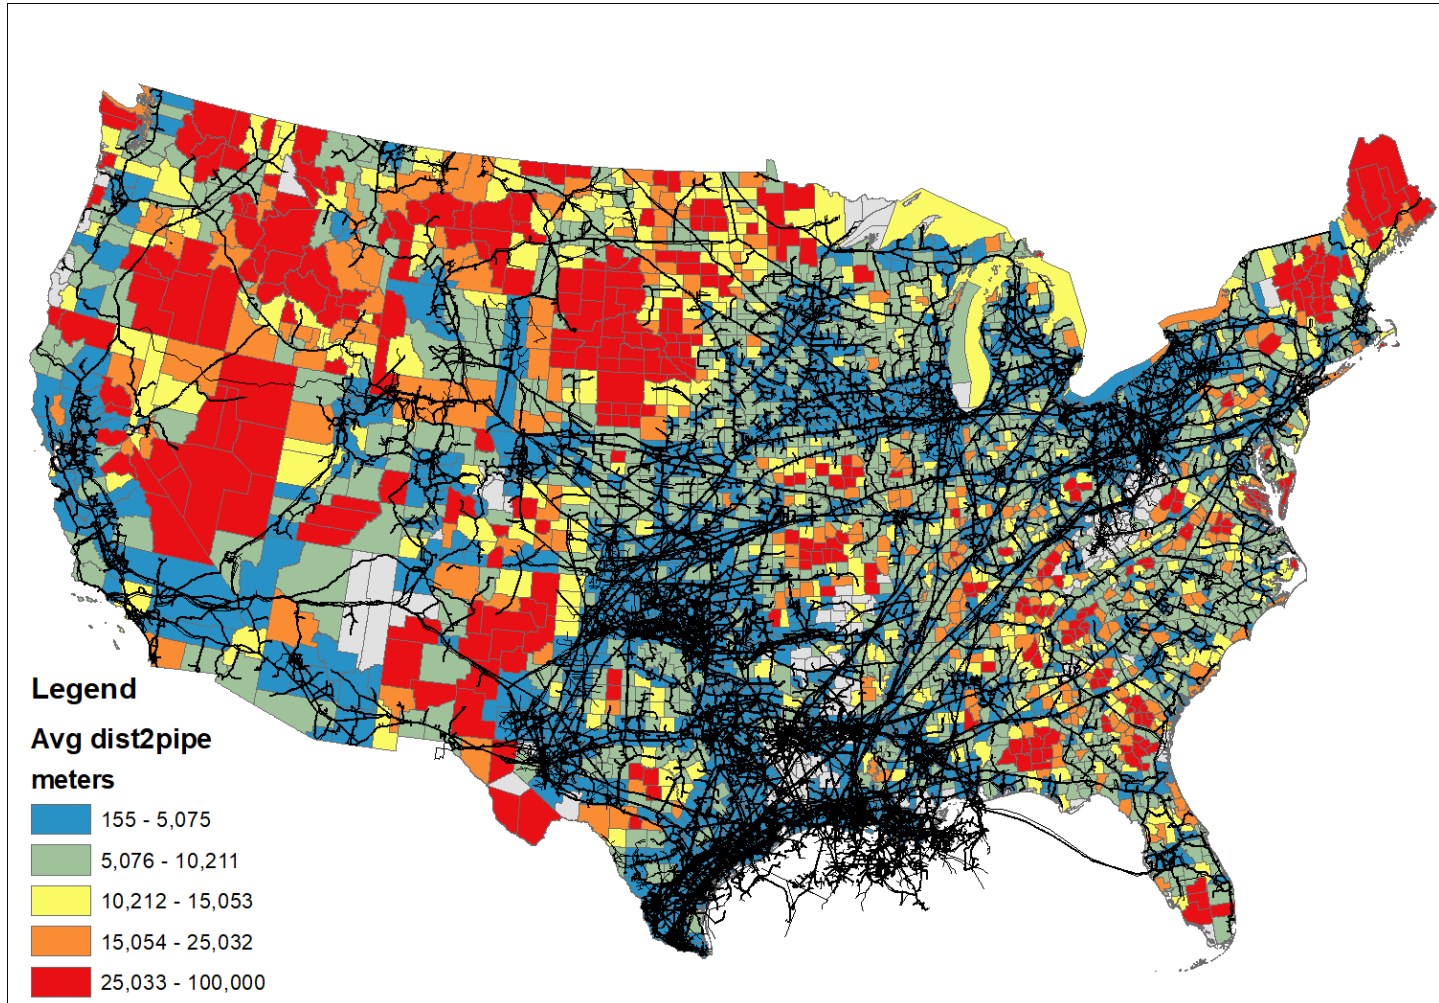 Legend
Avg dist2pipe
meters
155 - 5,075
5,076 - 10,211
10,212 - 15,053
15,054 - 25,032
25,033 - 100,000